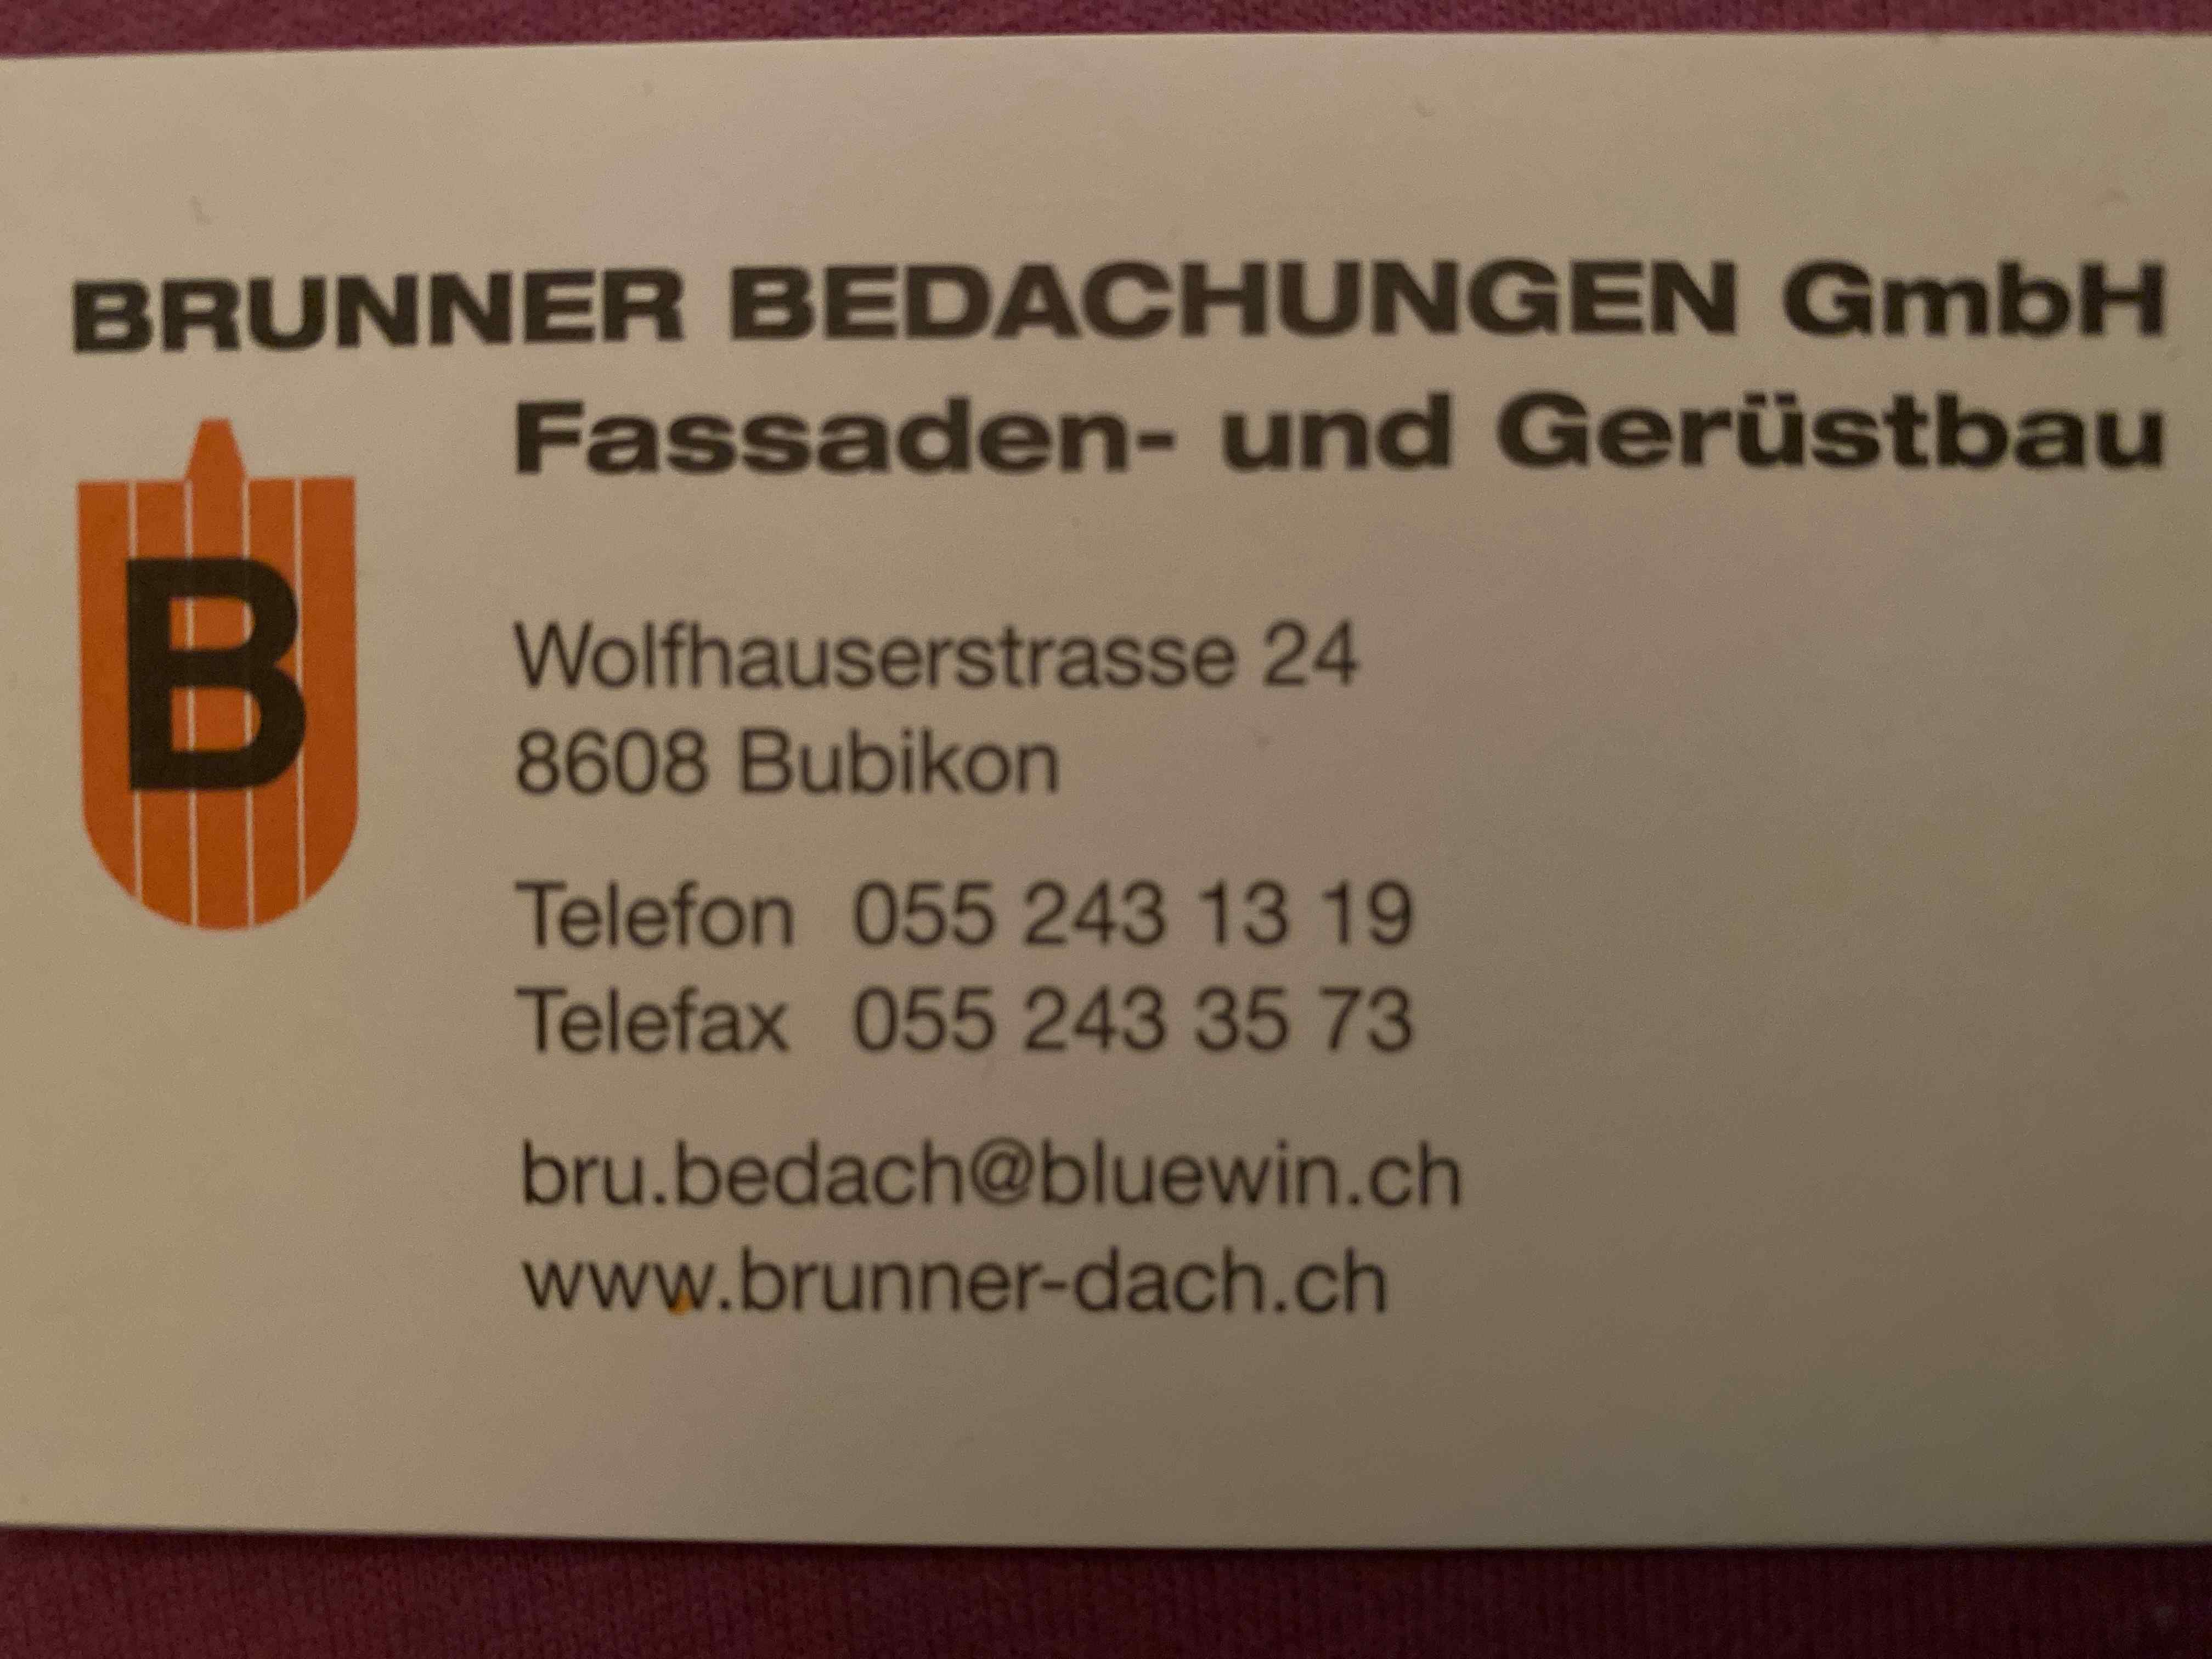 BRUNNER BEDACHUNGEN GmbH
Fassaden- und Gerüstbau
B
Wolfhauserstrasse 24
8608 Bubikon
Telefon 055 243 13 19
Telefax 055 243 35 73
bru.bedach@bluewin.ch
www.brunner-dach.ch